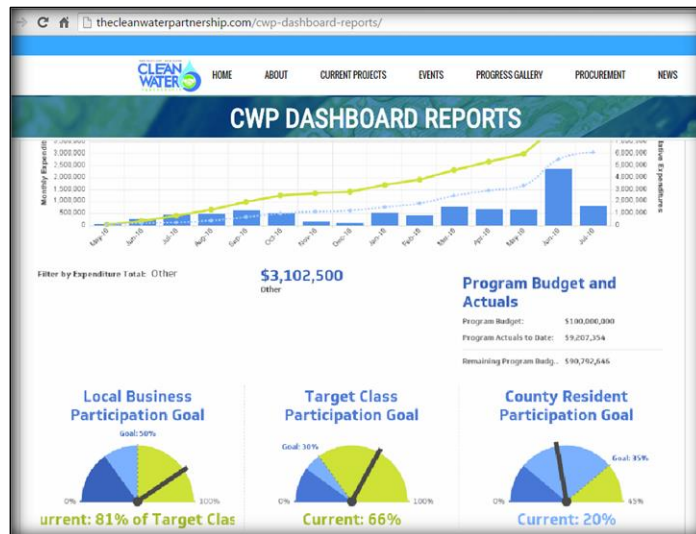 thecleanwaterpartnership.com/cwp-dashboard-reports/
CLEAN
WATER
HOME ABOUT CURRENT PROJECTS EVENTS PROGRESS GALLERY PROCUREMENT NEWS
CWP DASHBOARD REPORTS
Monthly Expendit
3,000,000
2,500,000
2,000,000
1,500,000
1,000,000
500,000
0
7,000,000
6,000,000
5,000,000
4,000,000
3,000,000
2,000,000
1,000,000
0
lative Expenditures
Filter by Expenditure Total: Other
$3,102,500
Other
Program Budget and
Actuals
Program Budget: $100,000,000
Program Actuals to Date: $9,207,354
Remaining Program Budg.. $90,792,646
Local Business
Participation Goal
Goal: 50%
0% 100%
urrent: 81% of Target Clas
Target Class
Participation Goal
Goal: 30%
0% 100%
Current: 66%
County Resident
Participation Goal
Goal: 35%
0% 45%
Current: 20%